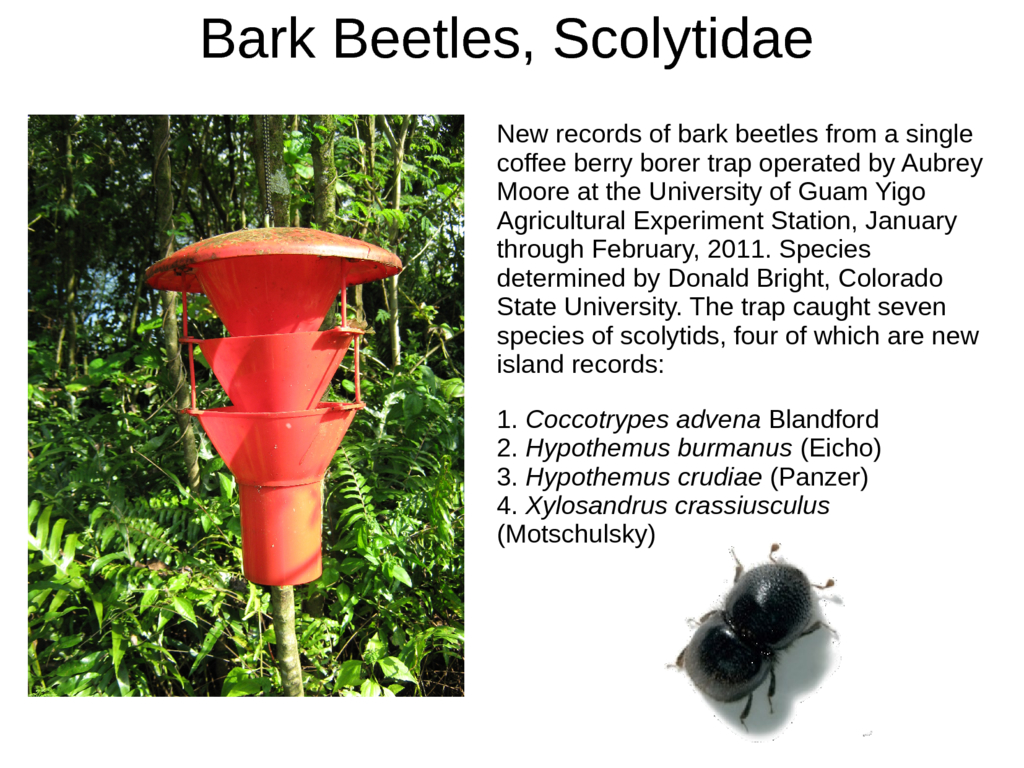 Bark Beetles, Scolytidae
New records of bark beetles from a single
coffee berry borer trap operated by Aubrey
Moore at the University of Guam Yigo
Agricultural Experiment Station, January
through February, 2011. Species
determined by Donald Bright, Colorado
State University. The trap caught seven
species of scolytids, four of which are new
island records:
1. Coccotrypes advena Blandford
2. Hypothemus burmanus (Eicho)
3. Hypothemus crudiae (Panzer)
4. Xylosandrus crassiusculus
(Motschulsky)